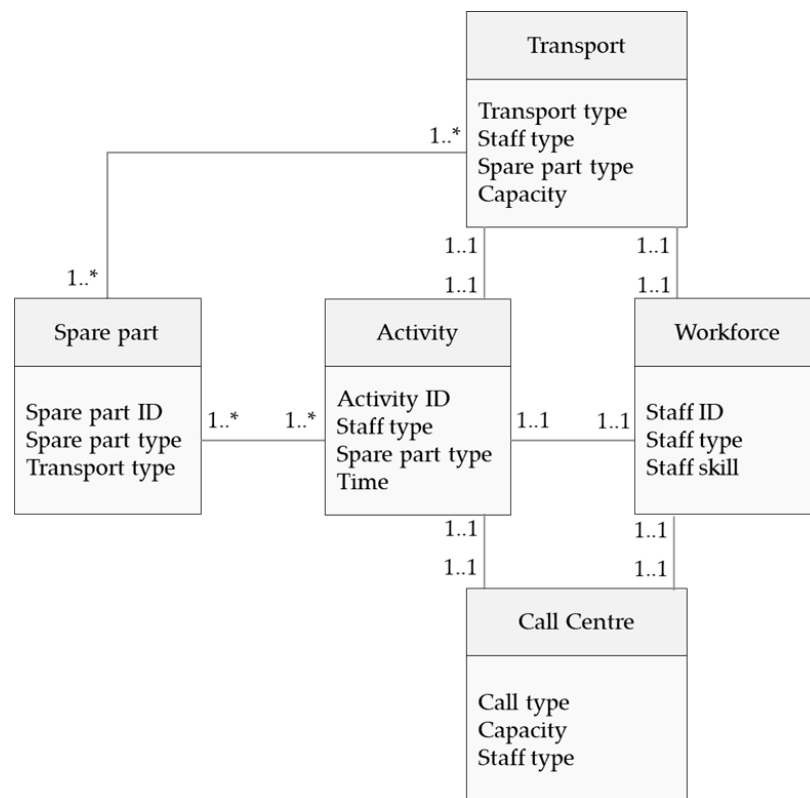 Transport
Transport type
Staff type
Spare part type
Capacity
1..*
1..1
1..1
1..*
1..1
1..1
Spare part
Spare part ID
Spare part type
Transport type
1..*
1..*
Activity
Activity ID
Staff type
Spare part type
Time
1..1
1..1
Workforce
Staff ID
Staff type
Staff skill
1..1
1..1
1..1
1..1
Call Centre
Call type
Capacity
Staff type